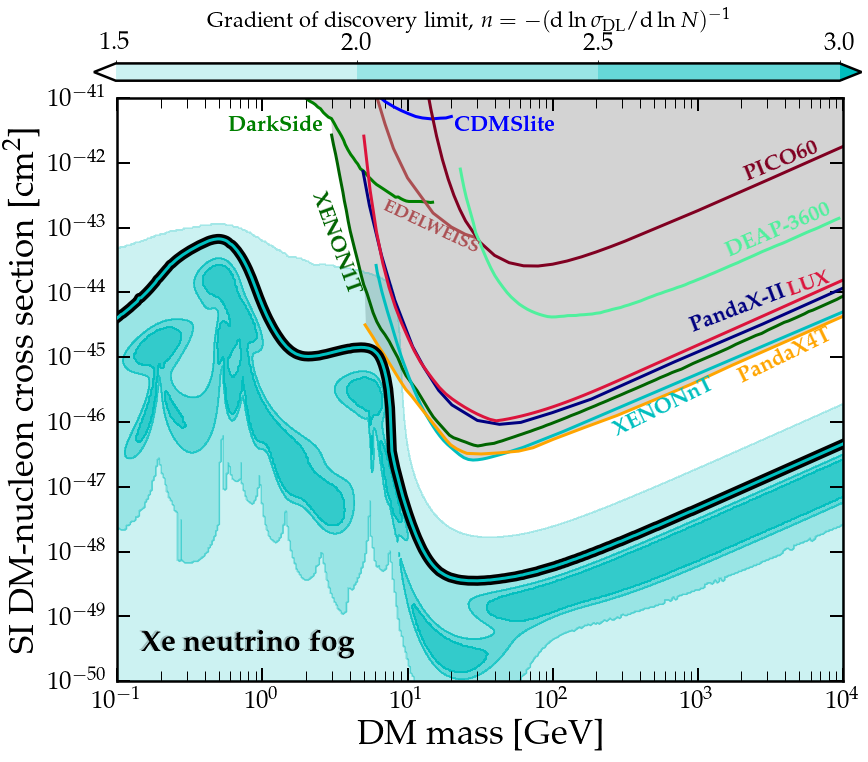 Gradient of discovery limit, n = −(d ln σ_DL/d ln N)⁻¹
1.5 2.0 2.5 3.0
10⁻⁴¹
10⁻⁴²
10⁻⁴³
10⁻⁴⁴
10⁻⁴⁵
10⁻⁴⁶
10⁻⁴⁷
10⁻⁴⁸
10⁻⁴⁹
10⁻⁵⁰
SI DM-nucleon cross section [cm²]
DarkSide
CDMSlite
PICO60
XENON1T
EDELWEISS
DEAP-3600
PandaX-II
LUX
PandaX4T
XENONnT
Xe neutrino fog
10⁻¹ 10⁰ 10¹ 10² 10³ 10⁴
DM mass [GeV]